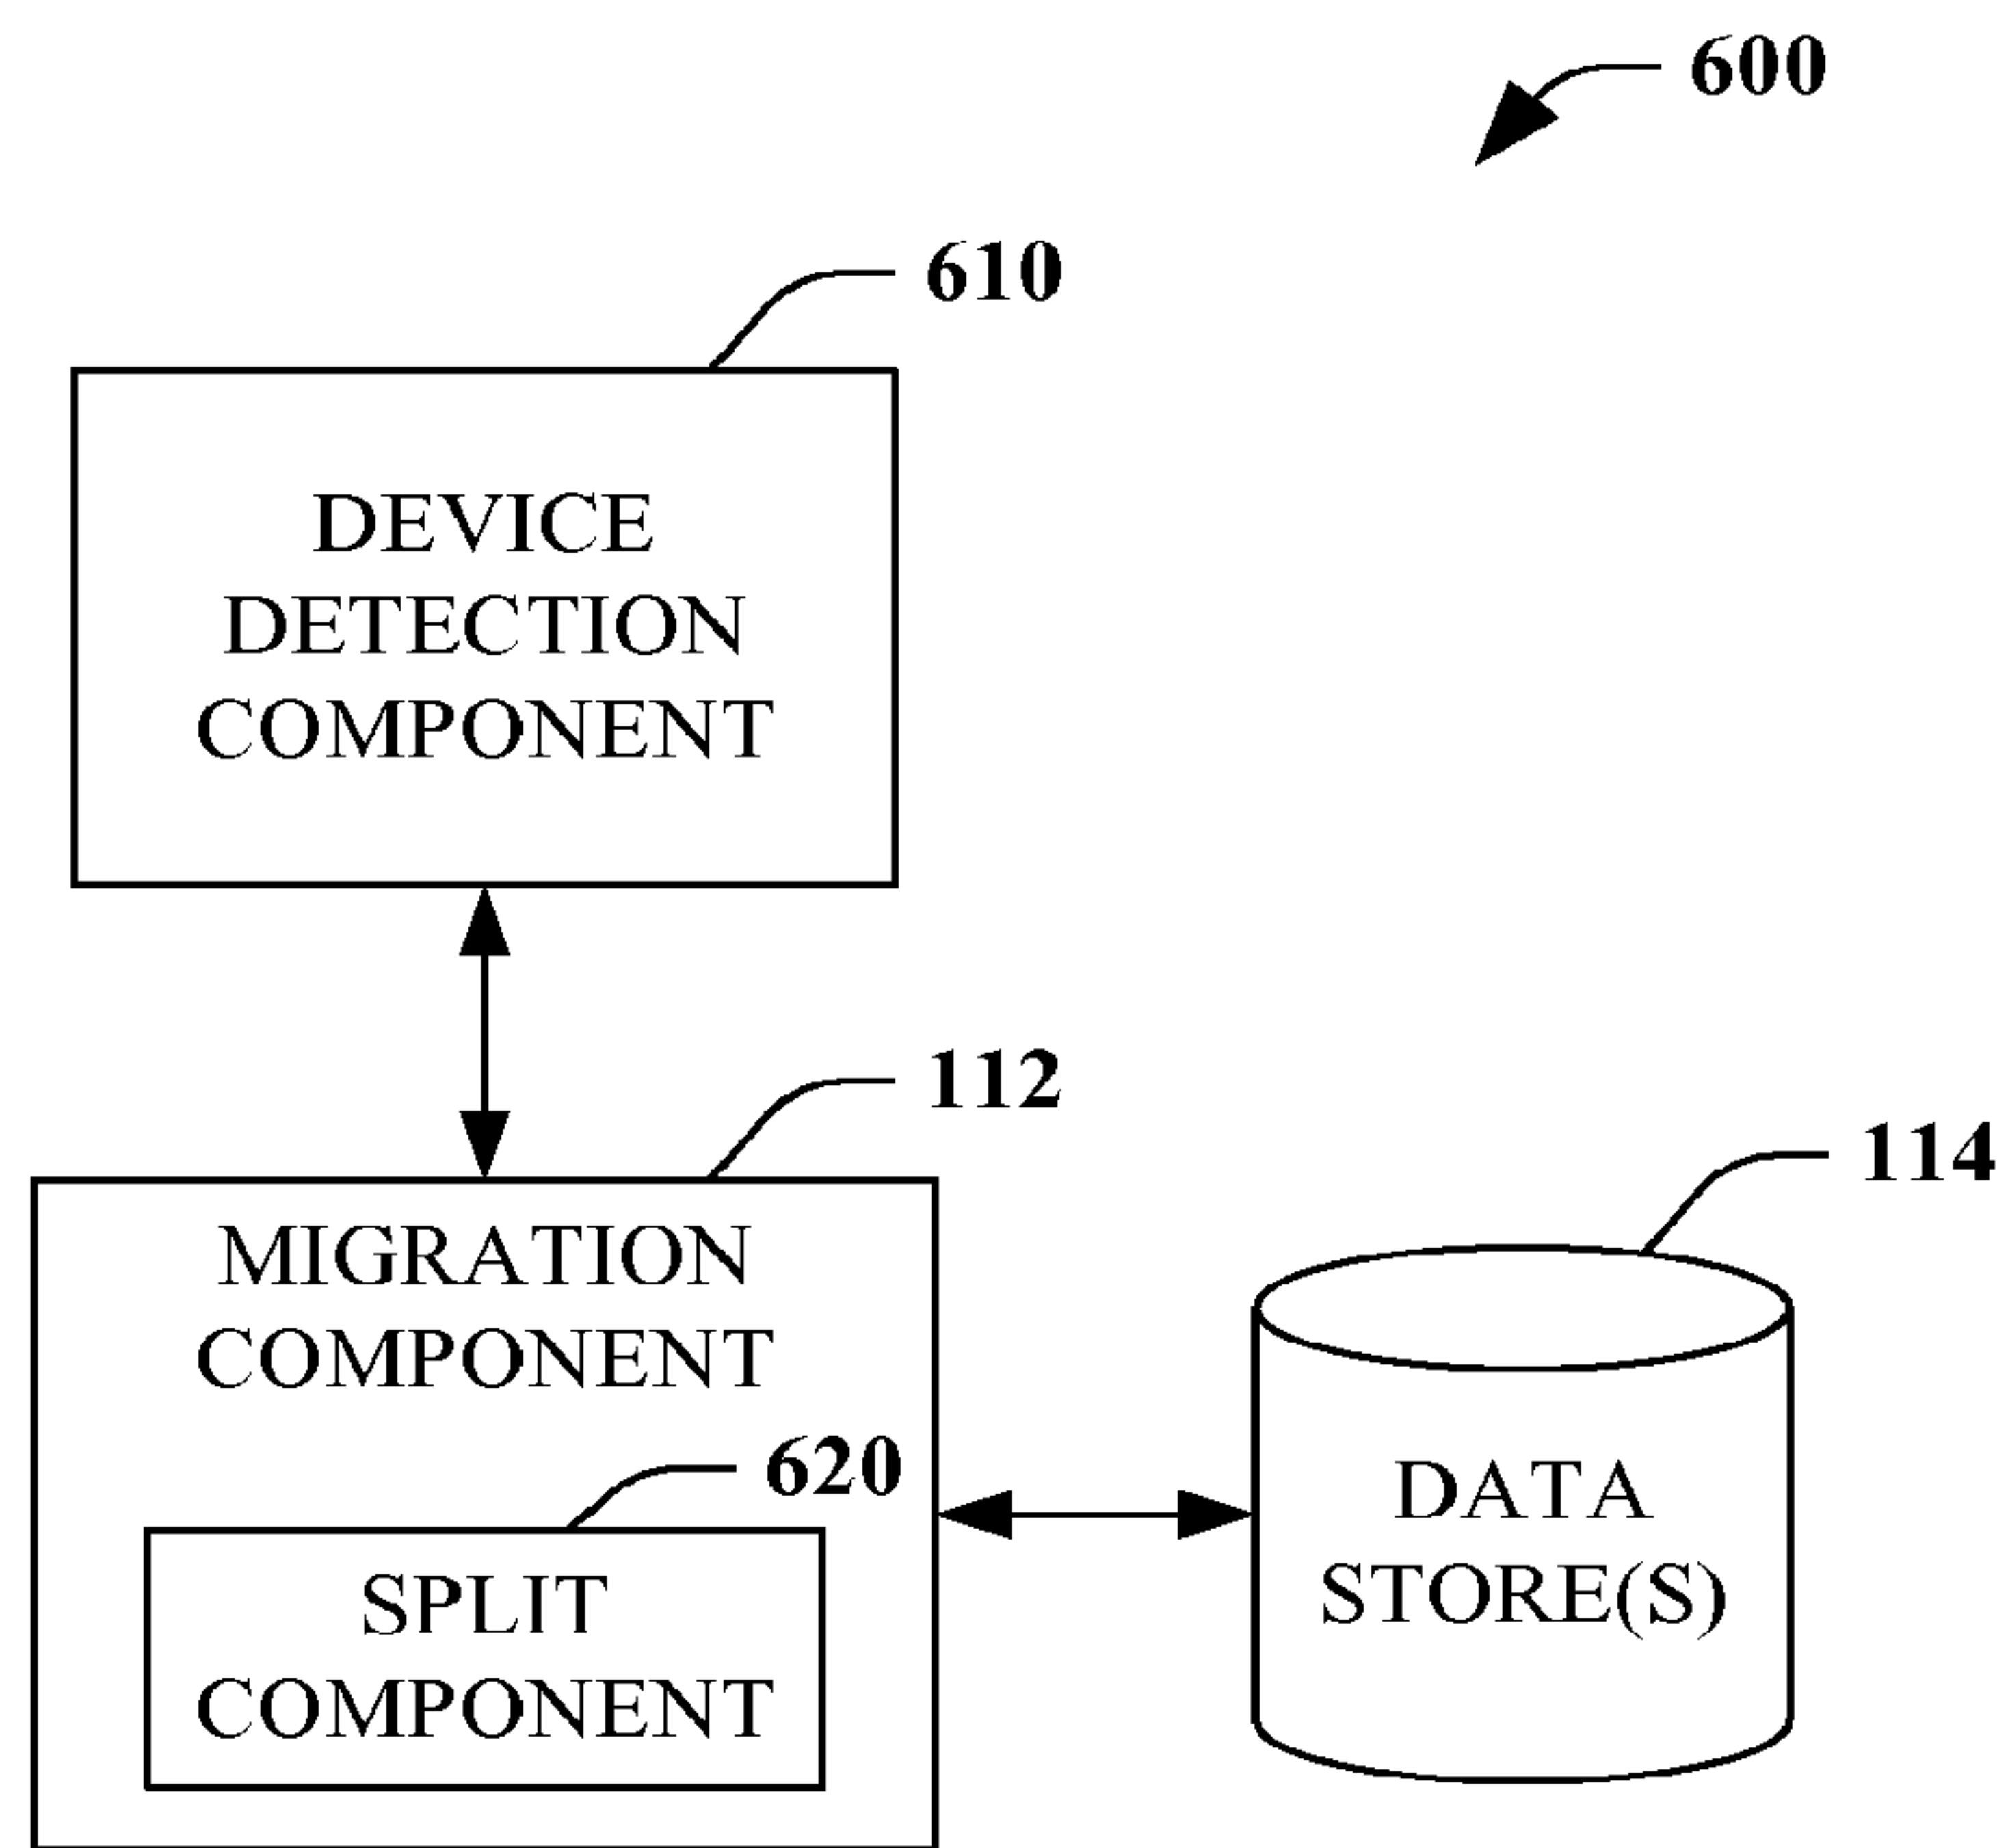 600
610
DEVICE
DETECTION
COMPONENT
112
MIGRATION
COMPONENT
114
620
SPLIT
COMPONENT
DATA
STORE(S)